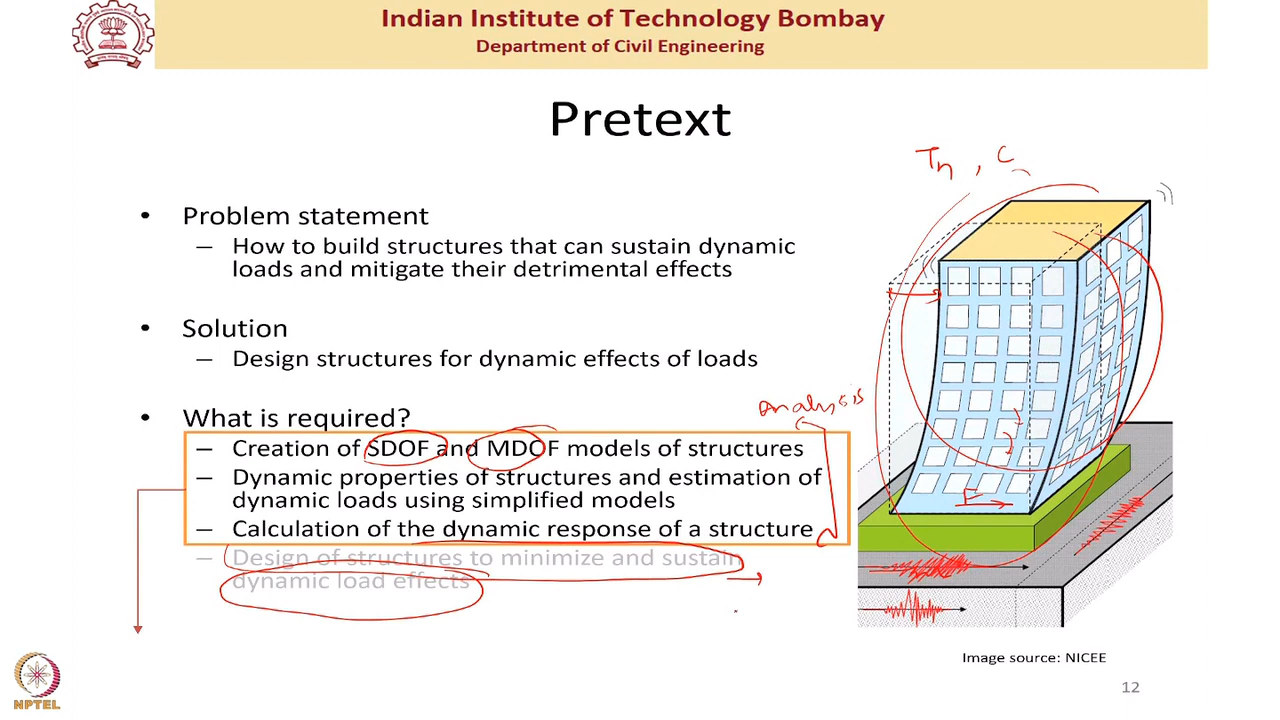 Indian Institute of Technology Bombay
Department of Civil Engineering
Pretext
Tn , C
• Problem statement
– How to build structures that can sustain dynamic
loads and mitigate their detrimental effects
• Solution
– Design structures for dynamic effects of loads
• What is required?
Analysis
– Creation of SDOF and MDOF models of structures
– Dynamic properties of structures and estimation of
dynamic loads using simplified models
– Calculation of the dynamic response of a structure
– Design of structures to minimize and sustain
dynamic load effects
F
Image source: NICEE
NPTEL
12